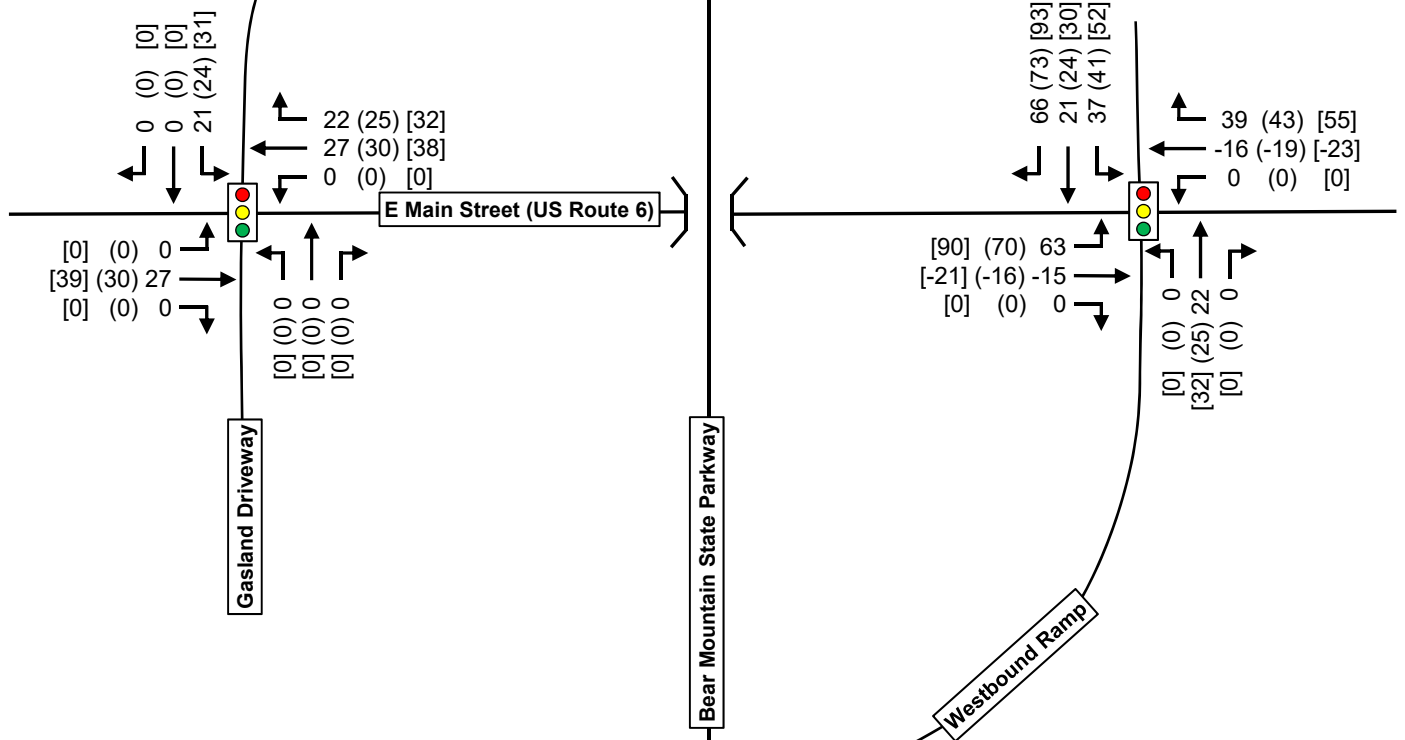 0 (0) [0]
0 (0) [0]
21 (24) [31]
22 (25) [32]
27 (30) [38]
0 (0) [0]
[0] (0) 0
[39] (30) 27
[0] (0) 0
[0] (0) 0
[0] (0) 0
[0] (0) 0
E Main Street (US Route 6)
Gasland Driveway
Bear Mountain State Parkway
66 (73) [93]
21 (24) [30]
37 (41) [52]
39 (43) [55]
-16 (-19) [-23]
0 (0) [0]
[90] (70) 63
[-21] (-16) -15
[0] (0) 0
[0] (0) 0
[32] (25) 22
[0] (0) 0
Westbound Ramp